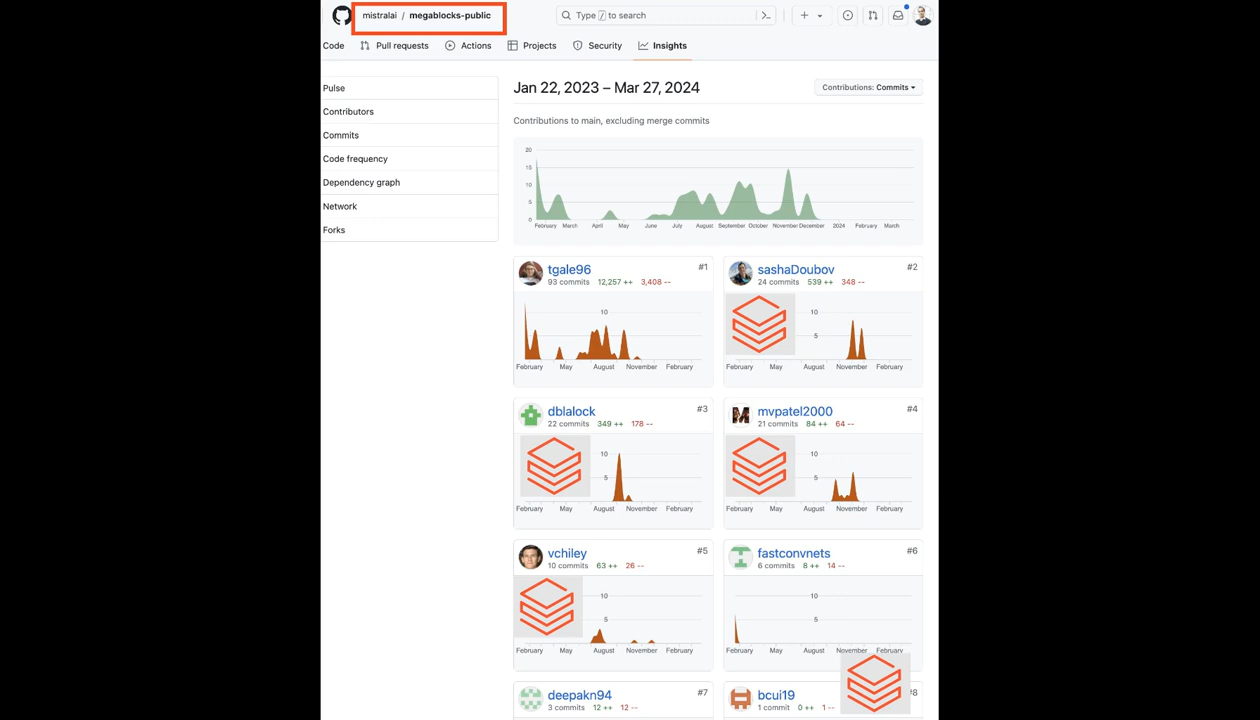 mistralai / megablocks-public
Type / to search
Code Pull requests Actions Projects Security Insights
Pulse
Contributors
Commits
Code frequency
Dependency graph
Network
Forks
Jan 22, 2023 – Mar 27, 2024
Contributions: Commits
Contributions to main, excluding merge commits
20
15
10
5
0
February March April May June July August September October November December 2024 February March
tgale96
#1
93 commits 12,257 ++ 3,408 --
10
February May August November February
sashaDoubov
#2
24 commits 539 ++ 348 --
10
5
February May August November February
dblalock
#3
22 commits 349 ++ 178 --
10
5
February May August November February
mvpatel2000
#4
21 commits 84 ++ 64 --
10
5
February May August November February
vchiley
#5
10 commits 63 ++ 26 --
10
5
February May August November February
fastconvnets
#6
6 commits 8 ++ 14 --
10
5
February May August November February
deepakn94
#7
3 commits 12 ++ 12 --
bcui19
#8
1 commit 0 ++ 1 --